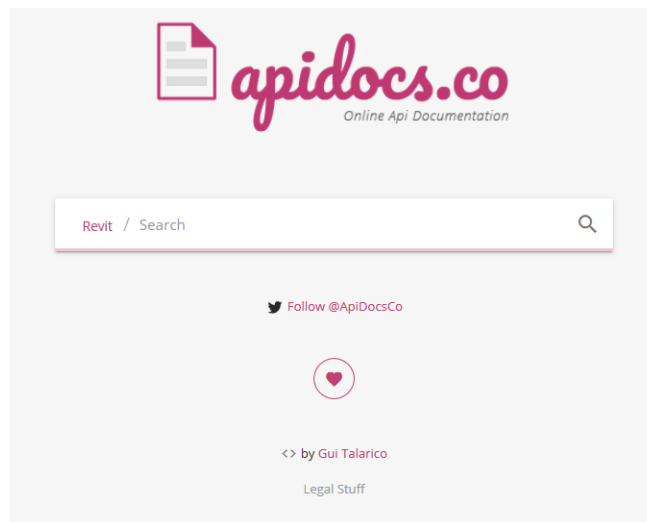 apidocs.co
Online Api Documentation
Revit / Search
Follow @ApiDocsCo
<> by Gui Talarico
Legal Stuff